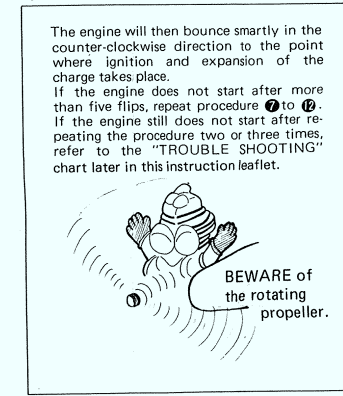 The engine will then bounce smartly in the
counter-clockwise direction to the point
where ignition and expansion of the
charge takes place.
If the engine does not start after more
than five flips, repeat procedure ❼ to ⓬.
If the engine still does not start after re-
peating the procedure two or three times,
refer to the "TROUBLE SHOOTING"
chart later in this instruction leaflet.
BEWARE of
the rotating
propeller.